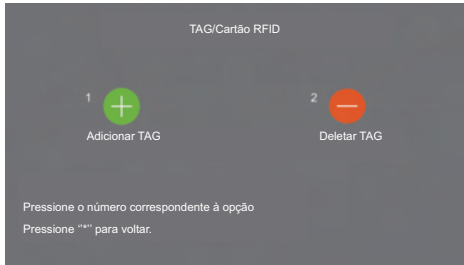 TAG/Cartão RFID
1
2
Adicionar TAG
Deletar TAG
Pressione o número correspondente à opção
Pressione “*” para voltar.